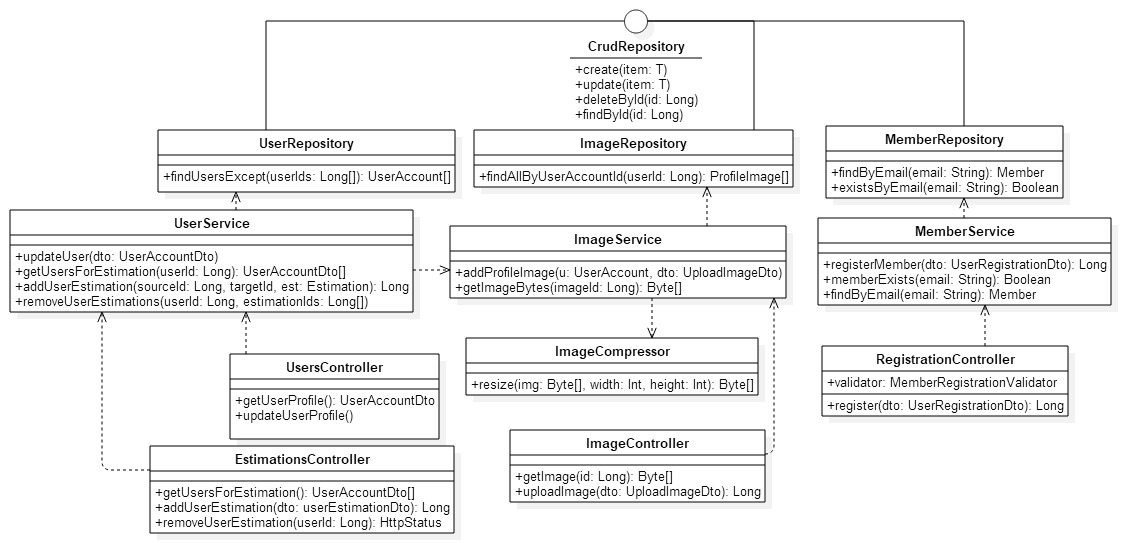 CrudRepository
+create(item: T)
+update(item: T)
+deleteById(id: Long)
+findById(id: Long)
UserRepository
+findUsersExcept(userIds: Long[]): UserAccount[]
ImageRepository
+findAllByUserAccountId(userId: Long): ProfileImage[]
MemberRepository
+findByEmail(email: String): Member
+existsByEmail(email: String): Boolean
UserService
+updateUser(dto: UserAccountDto)
+getUsersForEstimation(userId: Long): UserAccountDto[]
+addUserEstimation(sourceId: Long, targetId, est: Estimation): Long
+removeUserEstimations(userId: Long, estimationIds: Long[])
ImageService
+addProfileImage(u: UserAccount, dto: UploadImageDto)
+getImageBytes(imageId: Long): Byte[]
MemberService
+registerMember(dto: UserRegistrationDto): Long
+memberExists(email: String): Boolean
+findByEmail(email: String): Member
UsersController
+getUserProfile(): UserAccountDto
+updateUserProfile()
ImageCompressor
+resize(img: Byte[], width: Int, height: Int): Byte[]
RegistrationController
+validator: MemberRegistrationValidator
+register(dto: UserRegistrationDto): Long
EstimationsController
+getUsersForEstimation(): UserAccountDto[]
+addUserEstimation(dto: userEstimationDto): Long
+removeUserEstimation(userId: Long): HttpStatus
ImageController
+getImage(id: Long): Byte[]
+uploadImage(dto: UploadImageDto): Long